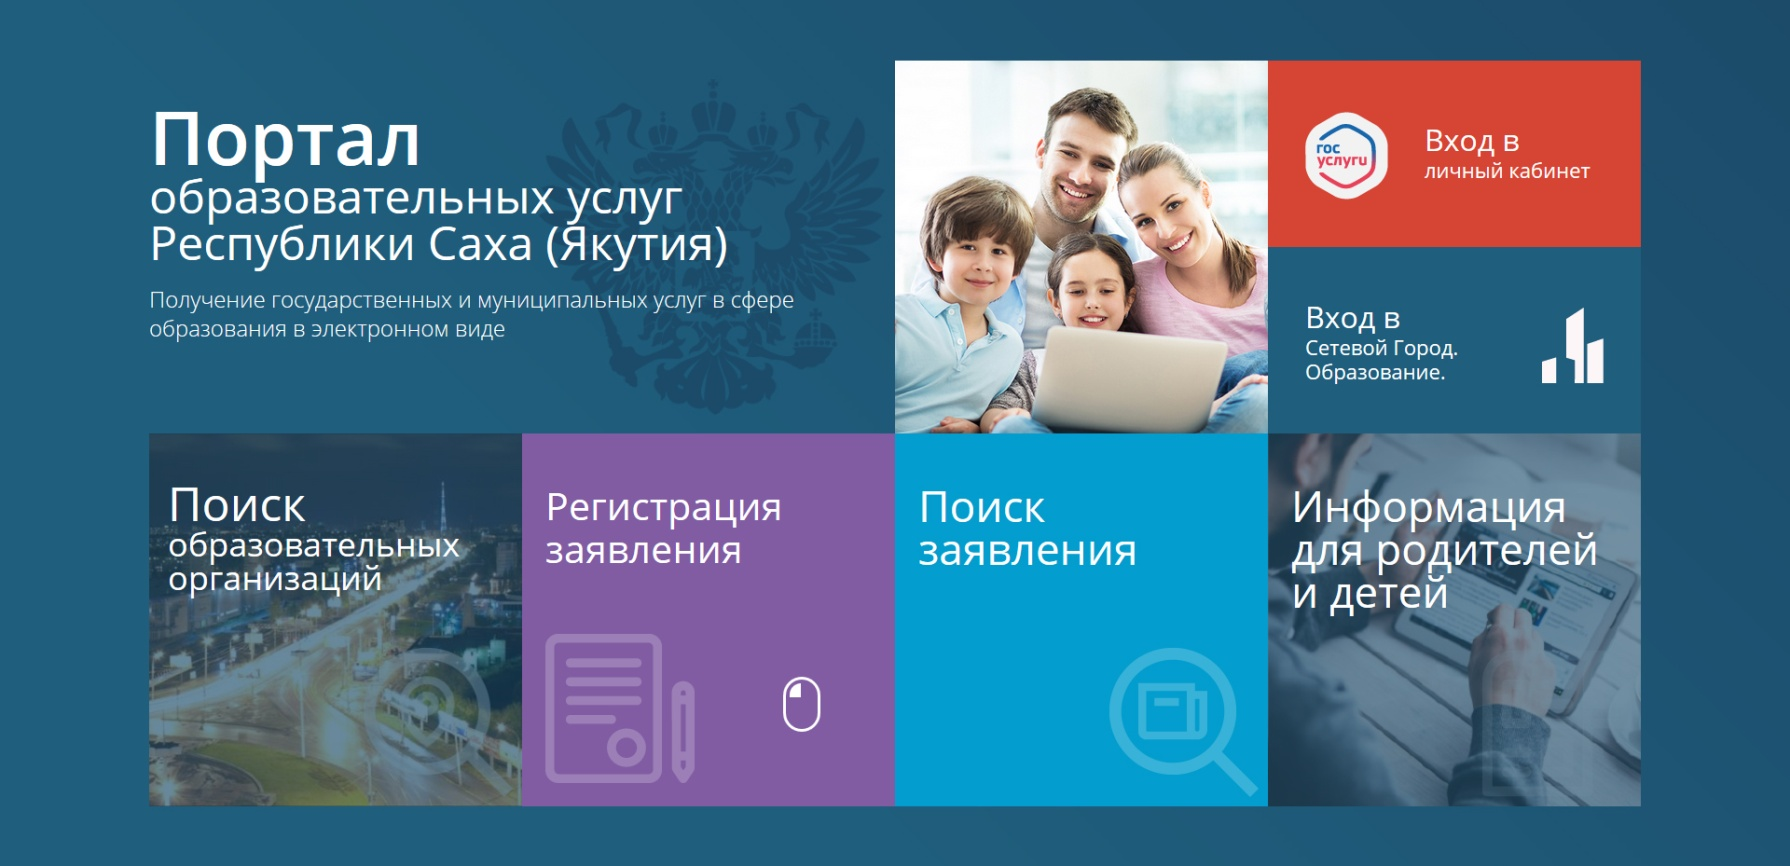 Портал
образовательных услуг
Республики Саха (Якутия)
Получение государственных и муниципальных услуг в сфере
образования в электронном виде
гос
услуги
Вход в
личный кабинет
Вход в
Сетевой Город.
Образование.
Поиск
образовательных
организаций
Регистрация
заявления
Поиск
заявления
Информация
для родителей
и детей